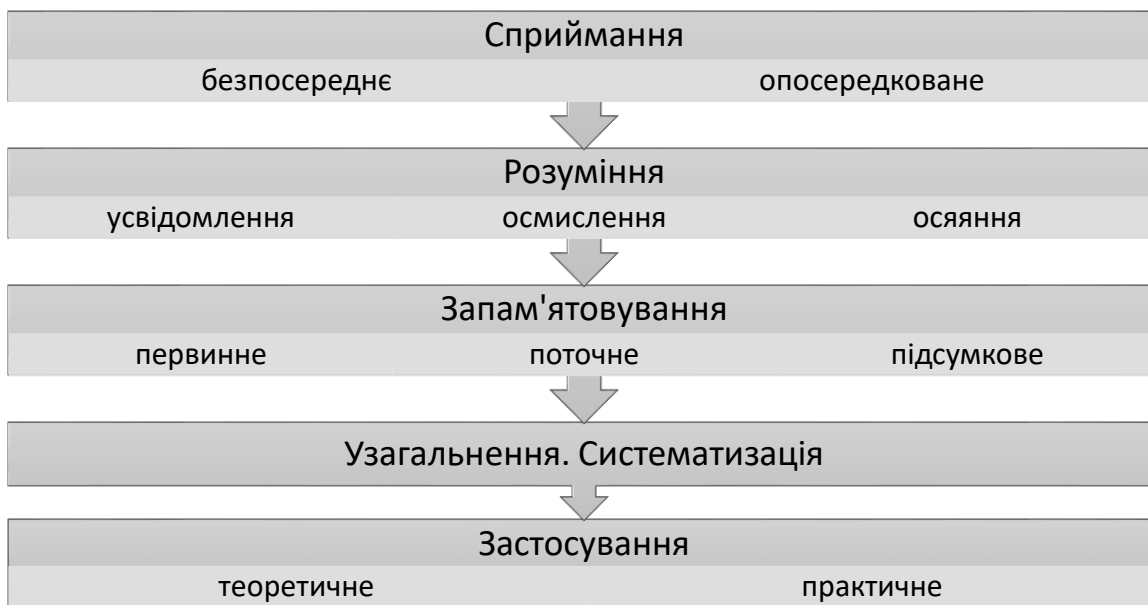 Сприймання
безпосереднє опосередковане
Розуміння
усвідомлення осмислення осяяння
Запам'ятовування
первинне поточне підсумкове
Узагальнення. Систематизація
Застосування
теоретичне практичне